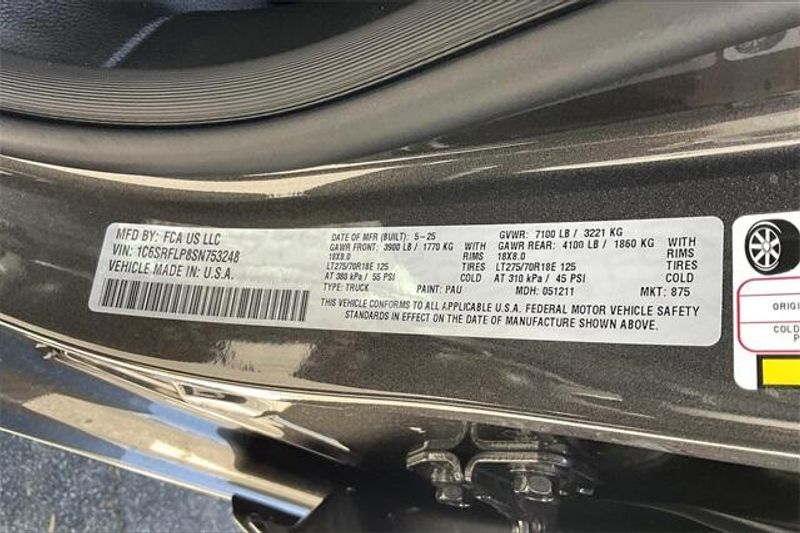 MFD BY: FCA US LLC
VIN: 1C6SRFLP8SN753248
VEHICLE MADE IN U.S.A.
DATE OF MFR (BUILT): 5-25
GAWR FRONT: 3900 LB / 1770 KG WITH
18X8.0 RIMS
LT275/70R18E 125 TIRES
AT 380 kPa / 55 PSI COLD
TYPE: TRUCK PAINT: PAU
GVWR: 7100 LB / 3221 KG
GAWR REAR: 4100 LB / 1860 KG WITH
18X8.0 RIMS
LT275/70R18E 125 TIRES
AT 310 kPa / 45 PSI COLD
MDH: 051211 MKT: 875
THIS VEHICLE CONFORMS TO ALL APPLICABLE U.S.A. FEDERAL MOTOR VEHICLE SAFETY
STANDARDS IN EFFECT ON THE DATE OF MANUFACTURE SHOWN ABOVE.
ORIGI
COLD
P